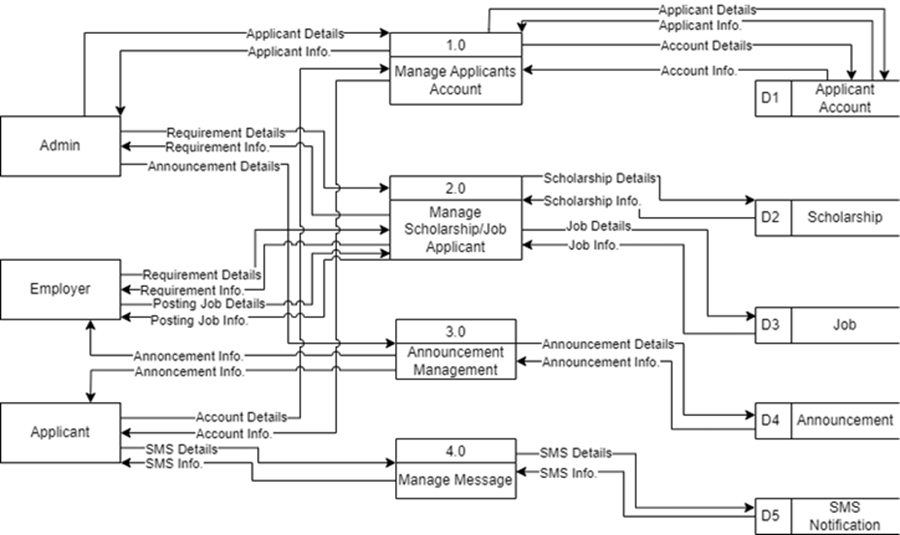 Applicant Details
Applicant Info.
1.0
Manage Applicants
Account
Applicant Details
Applicant Info.
Account Details
Account Info.
D1
Applicant
Account
Admin
Requirement Details
Requirement Info.
Announcement Details
2.0
Manage
Scholarship/Job
Applicant
Scholarship Details
Scholarship Info.
Job Details
Job Info.
D2
Scholarship
Employer
Requirement Details
Requirement Info.
Posting Job Details
Posting Job Info.
D3
Job
3.0
Announcement
Management
Announcement Details
Announcement Info.
Annoncement Info.
Annoncement Info.
D4
Announcement
Applicant
Account Details
Account Info.
SMS Details
SMS Info.
4.0
Manage Message
SMS Details
SMS Info.
D5
SMS
Notification